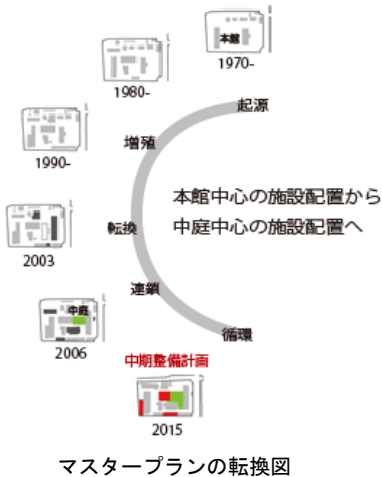 本館
1970-
1980-
起源
増殖
1990-
本館中心の施設配置から
中庭中心の施設配置へ
転換
2003
連鎖
中庭
2006
循環
中期整備計画
2015
マスタープランの転換図